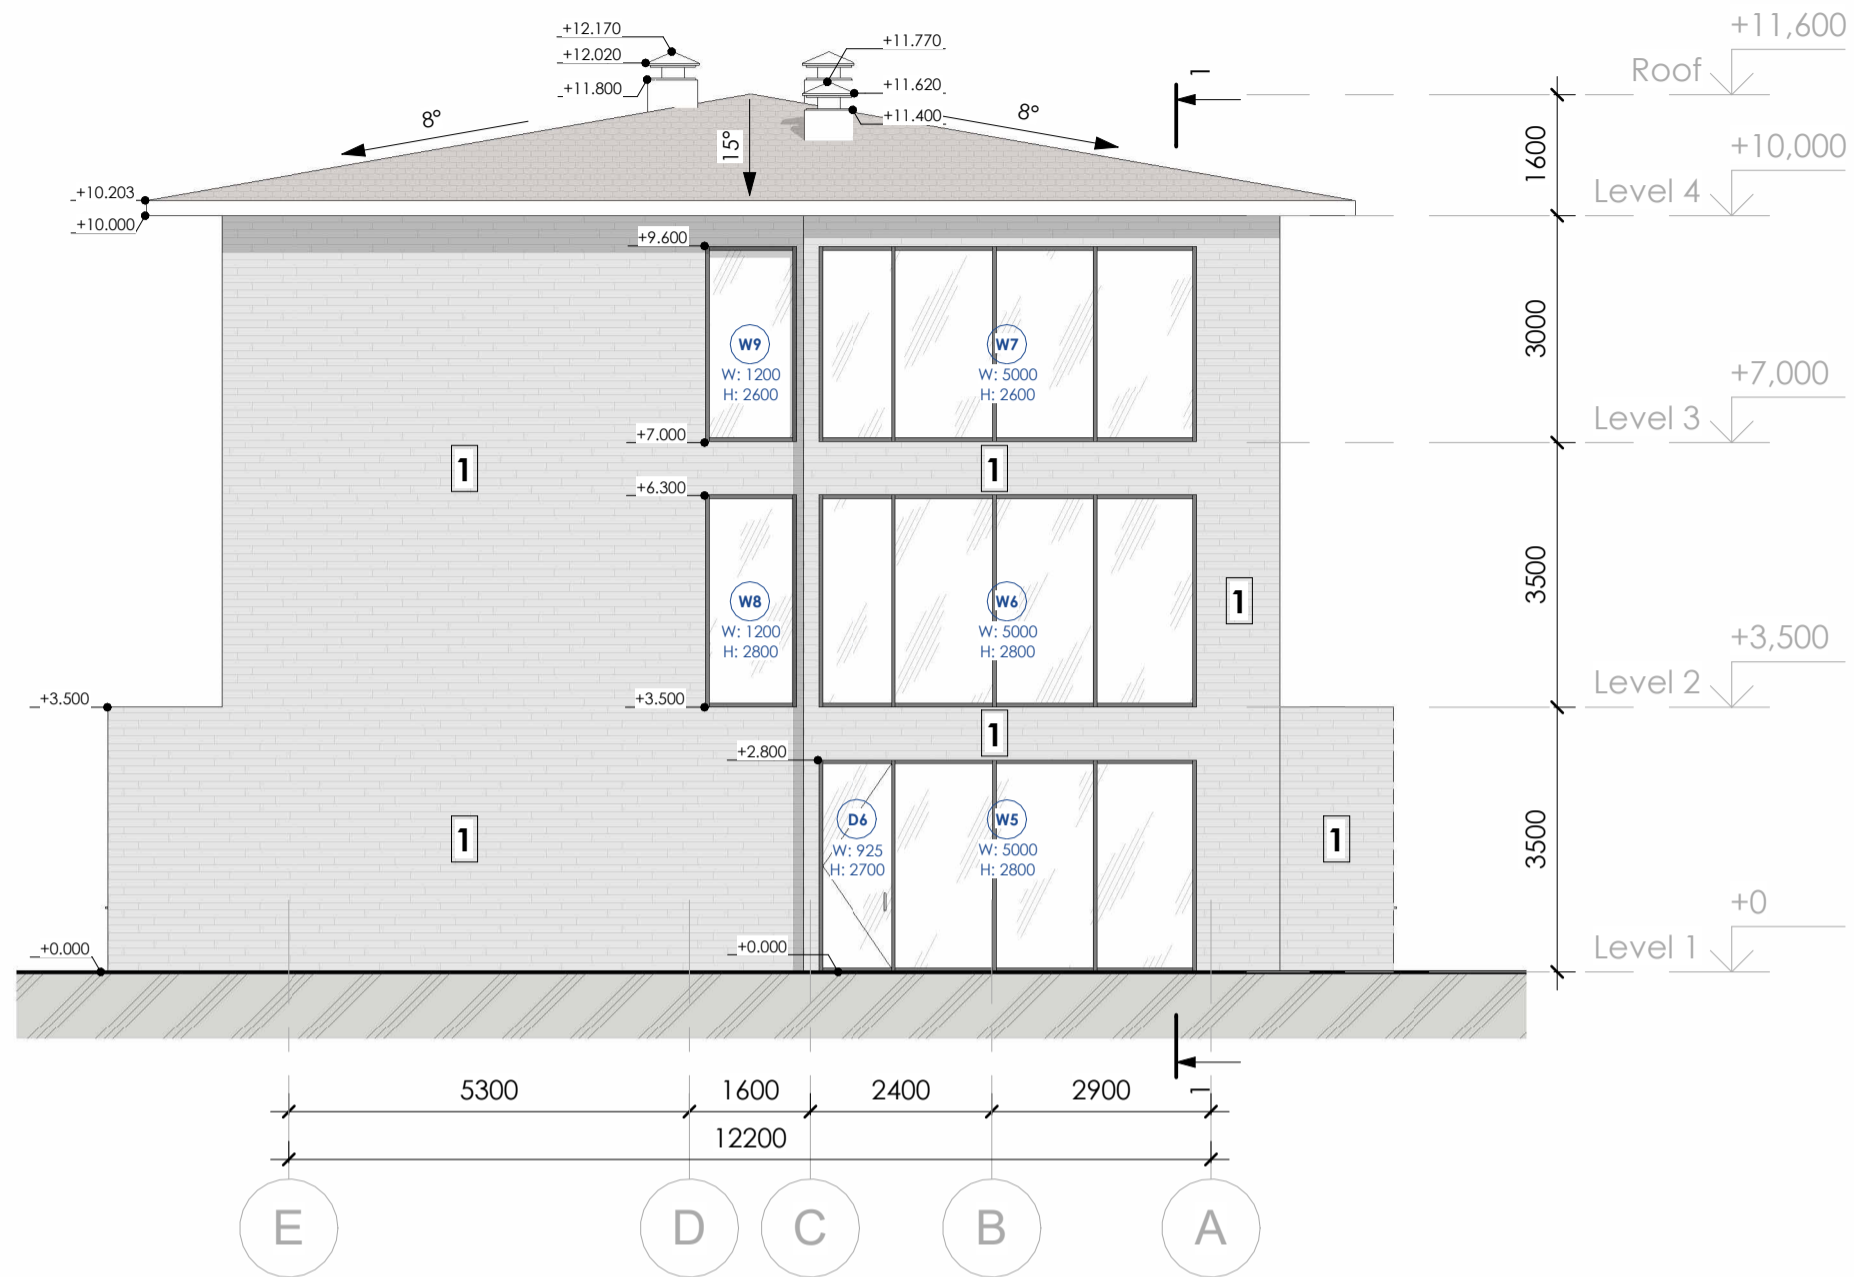 +12.170
+12.020
+11.800
+11.770
+11.620
+11.400
1
Roof
+11,600
8°
15°
8°
1600
+10,000
Level 4
+10.203
+10.000
+9.600
W9
W: 1200
H: 2600
W7
W: 5000
H: 2600
3000
+7,000
Level 3
+7.000
1
1
+6.300
W8
W: 1200
H: 2800
W6
W: 5000
H: 2800
1
3500
+3,500
Level 2
+3.500
+3.500
1
+2.800
D6
W: 925
H: 2700
W5
W: 5000
H: 2800
1
1
3500
+0
Level 1
+0.000
+0.000
5300
1600
2400
2900
1
12200
E
D
C
B
A